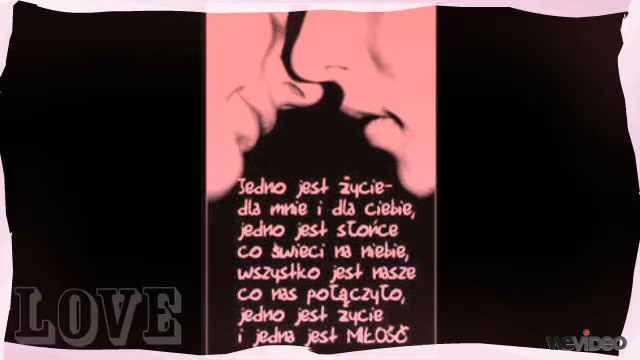 Jedno jest życie-
dla mnie i dla ciebie,
jedno jest słońce
co świeci na niebie,
wszystko jest nasze
co nas połączyło,
jedno jest życie
i jedna jest MIŁOŚĆ
LOVE
WEVIDEO